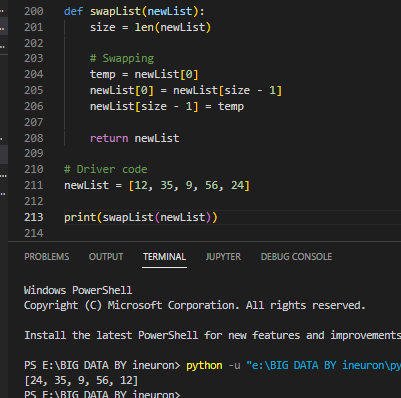 200 def swapList(newList):
201     size = len(newList)
202
203     # Swapping
204     temp = newList[0]
205     newList[0] = newList[size - 1]
206     newList[size - 1] = temp
207
208     return newList
209
210 # Driver code
211 newList = [12, 35, 9, 56, 24]
212
213 print(swapList(newList))
214
PROBLEMS OUTPUT TERMINAL JUPYTER DEBUG CONSOLE
Windows PowerShell
Copyright (C) Microsoft Corporation. All rights reserved.
Install the latest PowerShell for new features and improvements
PS E:\BIG DATA BY ineuron> python -u "e:\BIG DATA BY ineuron\py
[24, 35, 9, 56, 12]
PS E:\BIG DATA BY ineuron>